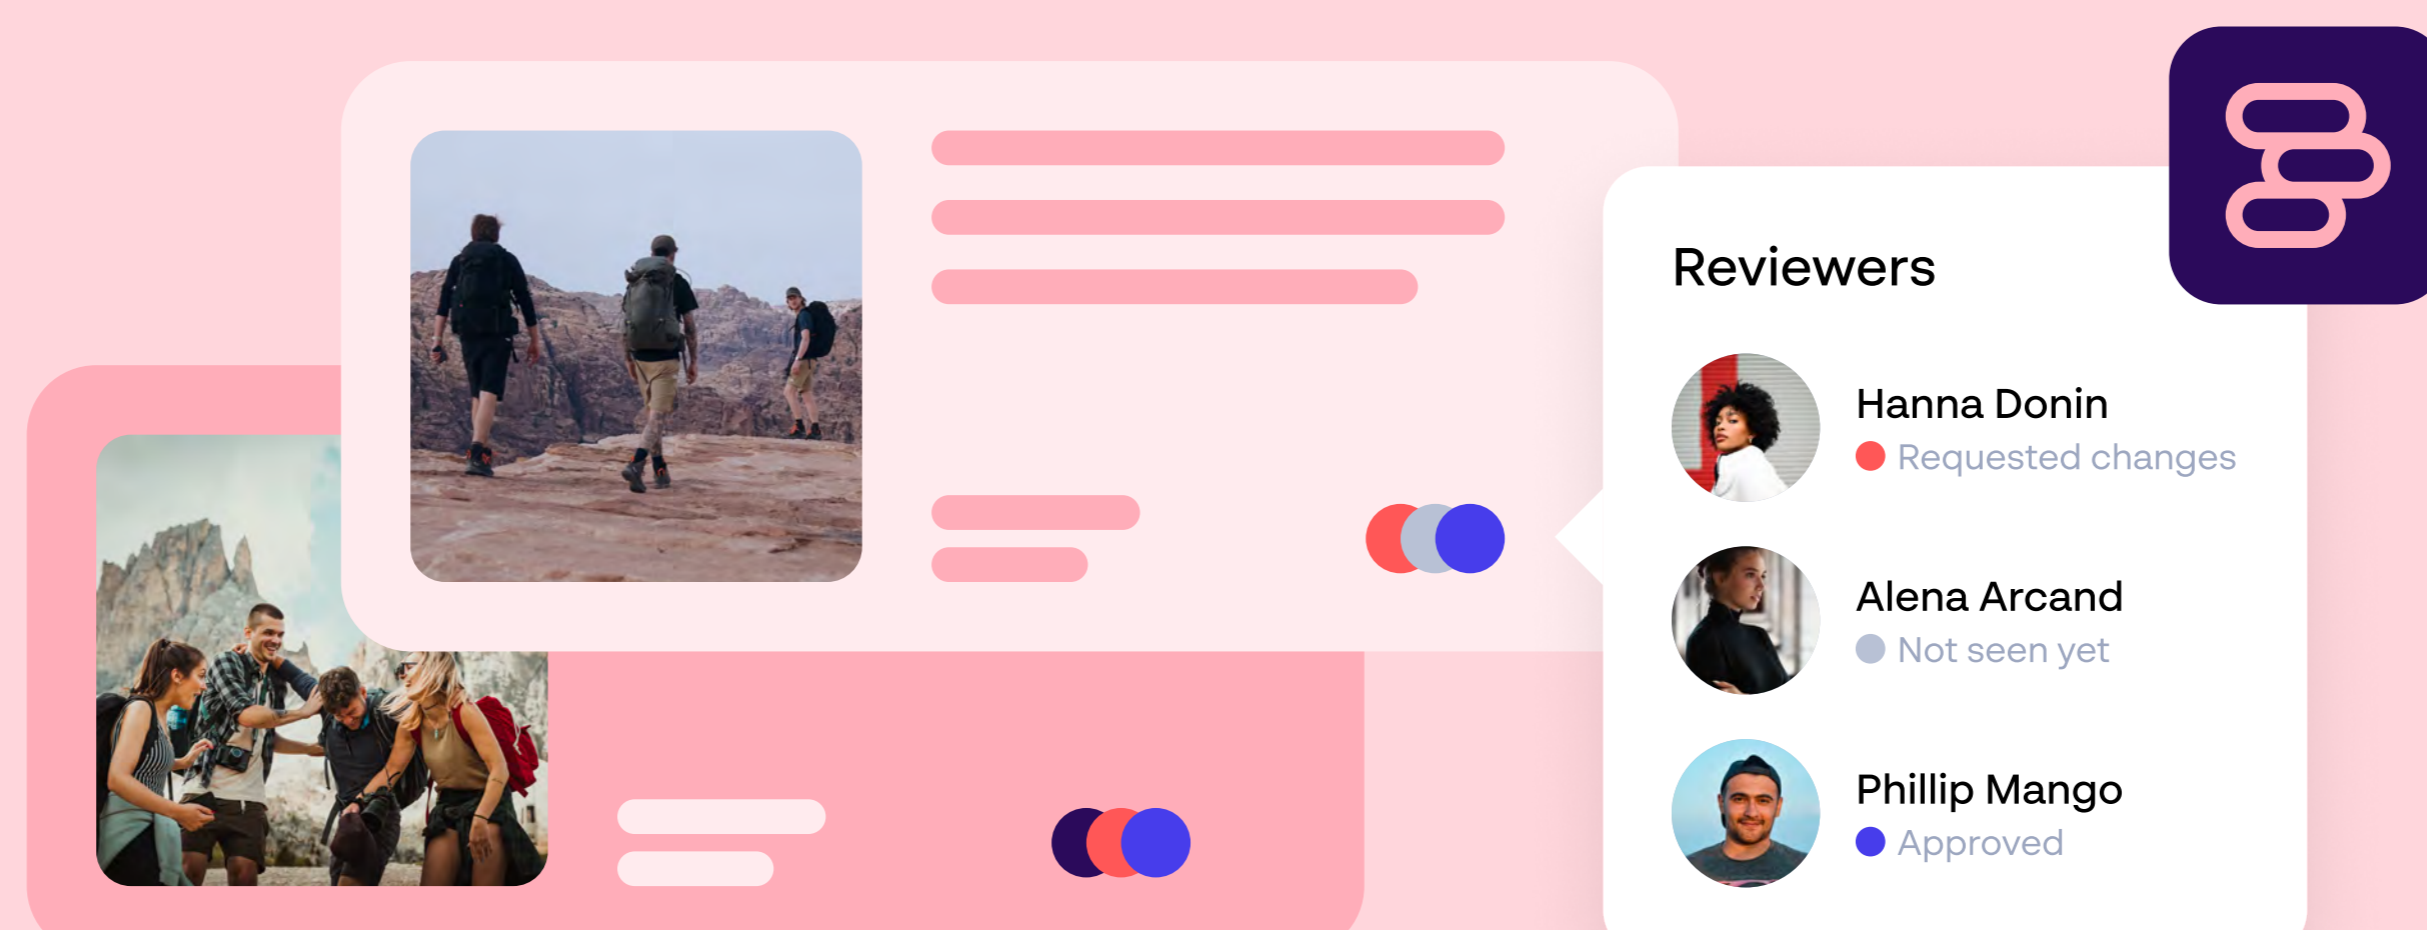 Reviewers
Hanna Donin
Requested changes
Alena Arcand
Not seen yet
Phillip Mango
Approved